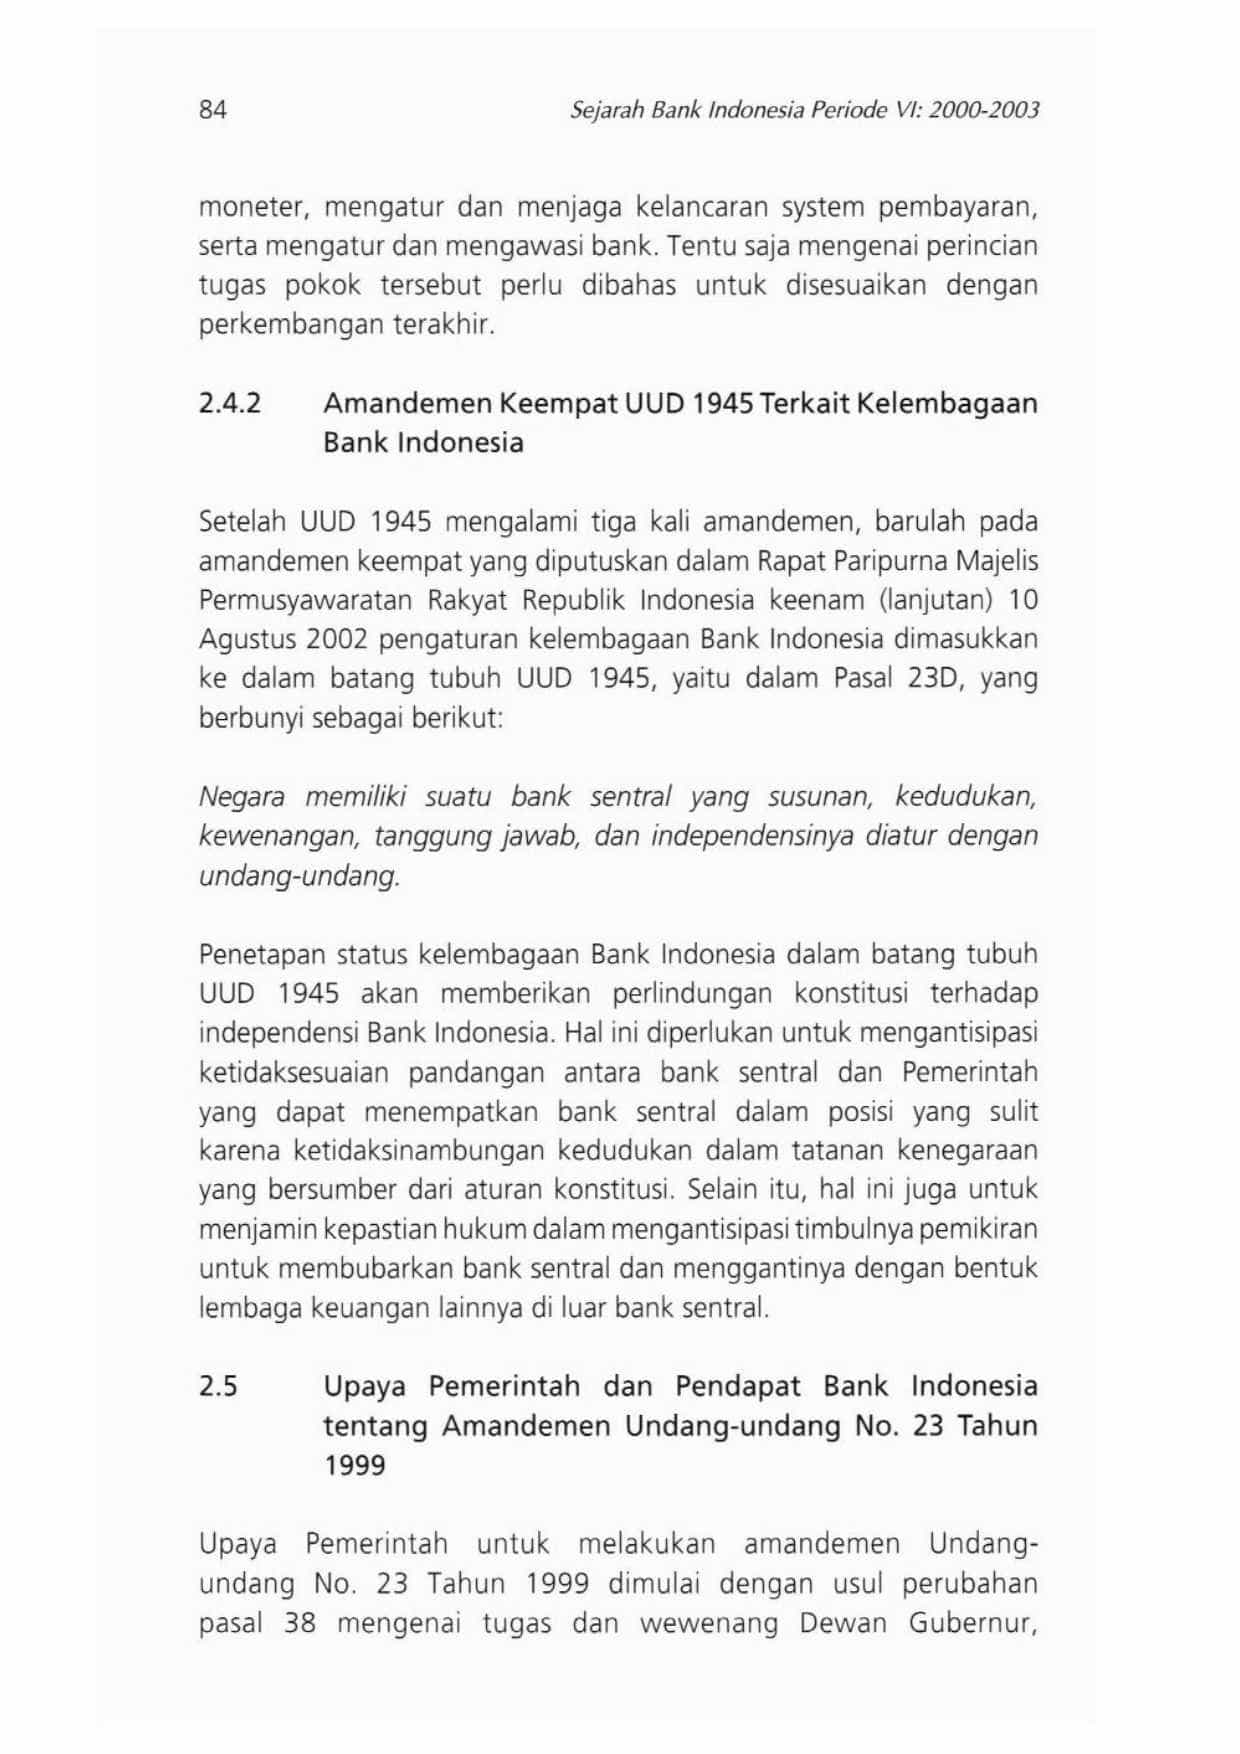 84
Sejarah Bank Indonesia Periode VI: 2000-2003
moneter, mengatur dan menjaga kelancaran system pembayaran,
serta mengatur dan mengawasi bank. Tentu saja mengenai perincian
tugas pokok tersebut perlu dibahas untuk disesuaikan dengan
perkembangan terakhir.
2.4.2 Amandemen Keempat UUD 1945 Terkait Kelembagaan
Bank Indonesia
Setelah UUD 1945 mengalami tiga kali amandemen, barulah pada
amandemen keempat yang diputuskan dalam Rapat Paripurna Majelis
Permusyawaratan Rakyat Republik Indonesia keenam (lanjutan) 10
Agustus 2002 pengaturan kelembagaan Bank Indonesia dimasukkan
ke dalam batang tubuh UUD 1945, yaitu dalam Pasal 23D, yang
berbunyi sebagai berikut:
Negara memiliki suatu bank sentral yang susunan, kedudukan,
kewenangan, tanggung jawab, dan independensinya diatur dengan
undang-undang.
Penetapan status kelembagaan Bank Indonesia dalam batang tubuh
UUD 1945 akan memberikan perlindungan konstitusi terhadap
independensi Bank Indonesia. Hal ini diperlukan untuk mengantisipasi
ketidaksesuaian pandangan antara bank sentral dan Pemerintah
yang dapat menempatkan bank sentral dalam posisi yang sulit
karena ketidaksinambungan kedudukan dalam tatanan kenegaraan
yang bersumber dari aturan konstitusi. Selain itu, hal ini juga untuk
menjamin kepastian hukum dalam mengantisipasi timbulnya pemikiran
untuk membubarkan bank sentral dan menggantinya dengan bentuk
lembaga keuangan lainnya di luar bank sentral.
2.5 Upaya Pemerintah dan Pendapat Bank Indonesia
tentang Amandemen Undang-undang No. 23 Tahun
1999
Upaya Pemerintah untuk melakukan amandemen Undang-
undang No. 23 Tahun 1999 dimulai dengan usul perubahan
pasal 38 mengenai tugas dan wewenang Dewan Gubernur,